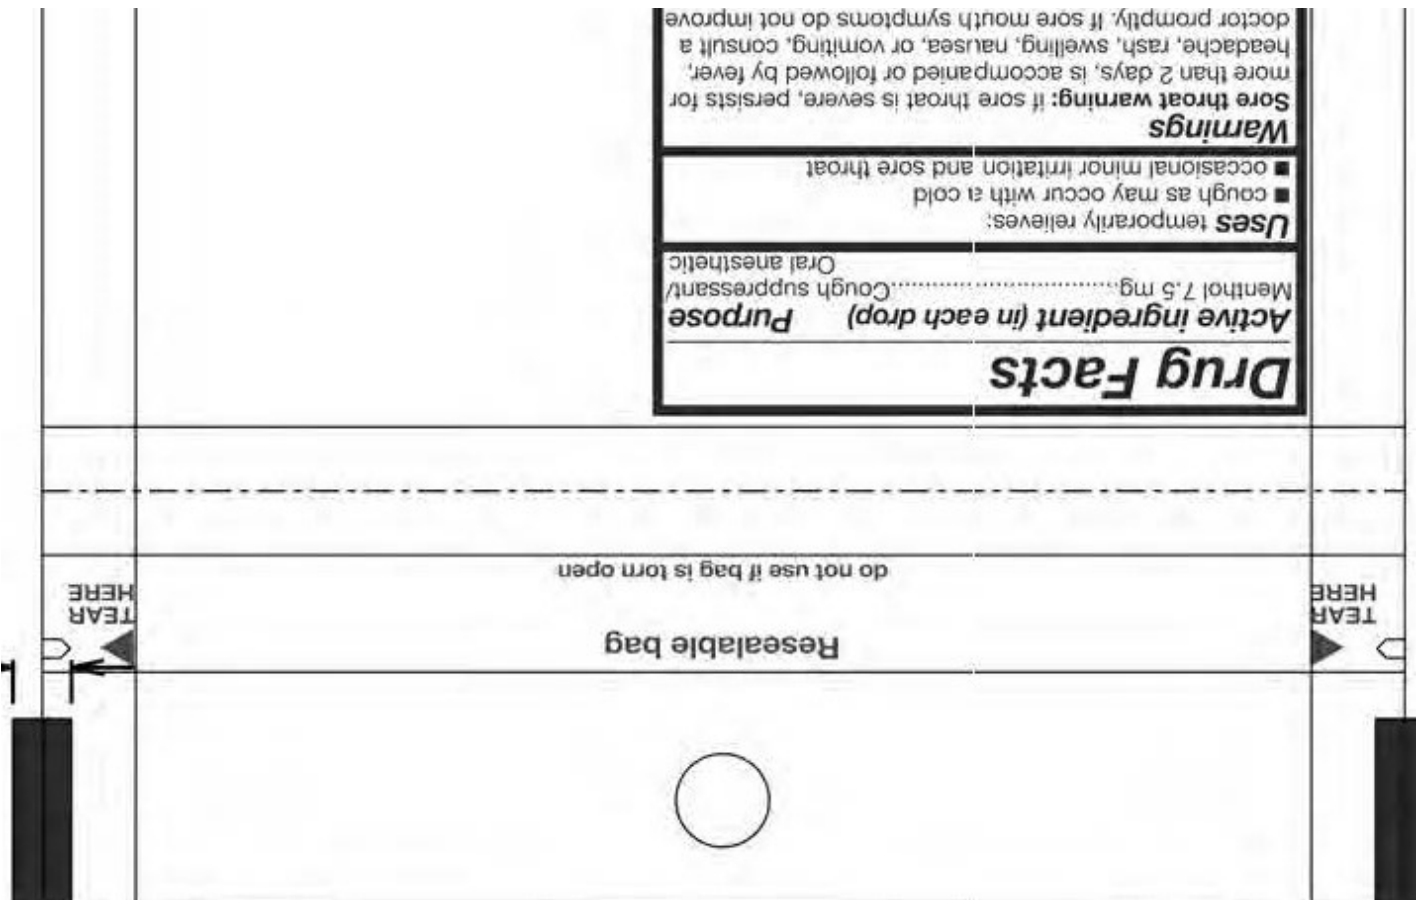 Resealable bag
TEAR
HERE
TEAR
HERE
do not use if bag is torn open
Drug Facts
Active ingredient (in each drop) Purpose
Menthol 7.5 mg..................................Cough suppressant/
Oral anesthetic
Uses temporarily relieves:
■ cough as may occur with a cold
■ occasional minor irritation and sore throat
Warnings
Sore throat warning: if sore throat is severe, persists for
more than 2 days, is accompanied or followed by fever,
headache, rash, swelling, nausea, or vomiting, consult a
doctor promptly. If sore mouth symptoms do not improve